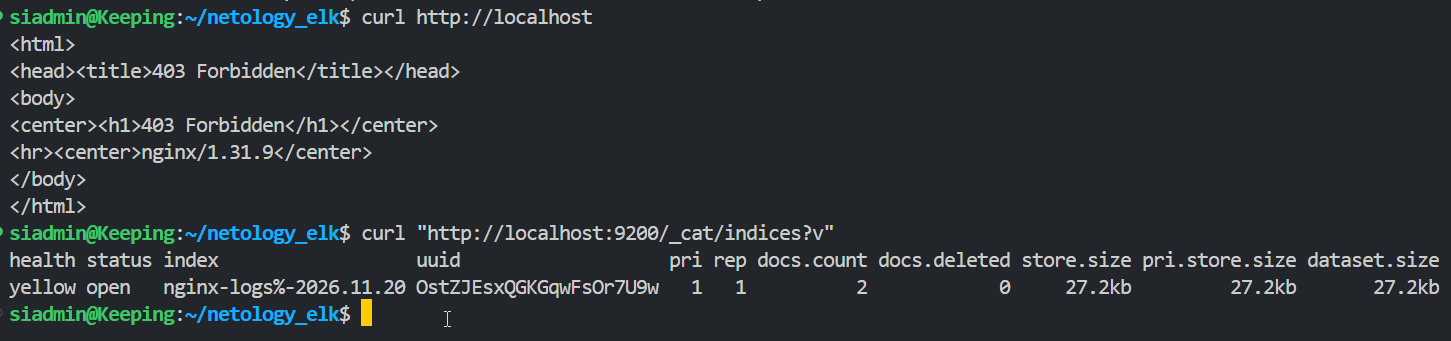 siadmin@Keeping:~/netology_elk$ curl http://localhost
<html>
<head><title>403 Forbidden</title></head>
<body>
<center><h1>403 Forbidden</h1></center>
<hr><center>nginx/1.31.9</center>
</body>
</html>
siadmin@Keeping:~/netology_elk$ curl "http://localhost:9200/_cat/indices?v"
health status index uuid pri rep docs.count docs.deleted store.size pri.store.size dataset.size
yellow open nginx-logs%-2026.11.20 OstZJEsxQGKGqwFsOr7U9w 1 1 2 0 27.2kb 27.2kb 27.2kb
siadmin@Keeping:~/netology_elk$